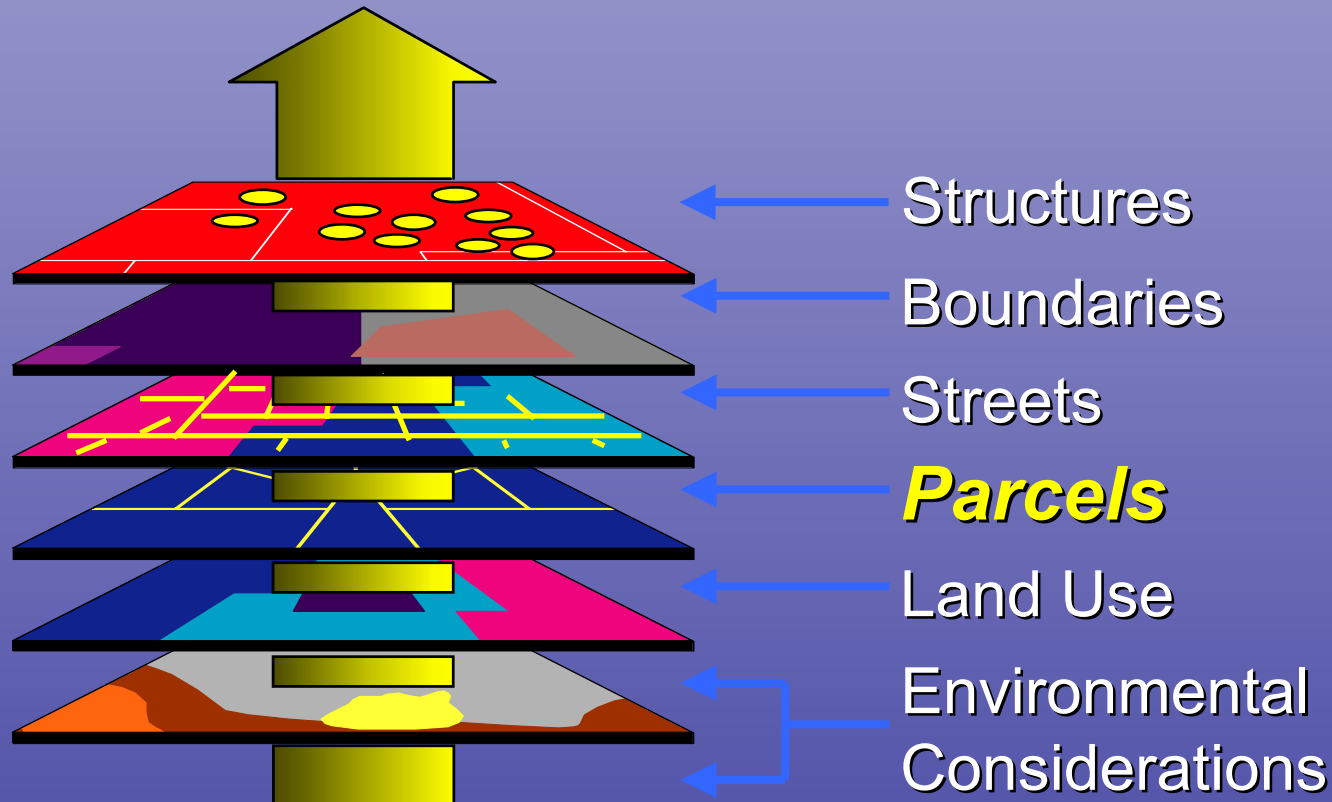 Structures
Boundaries
Streets
Parcels
Land Use
Environmental
Considerations